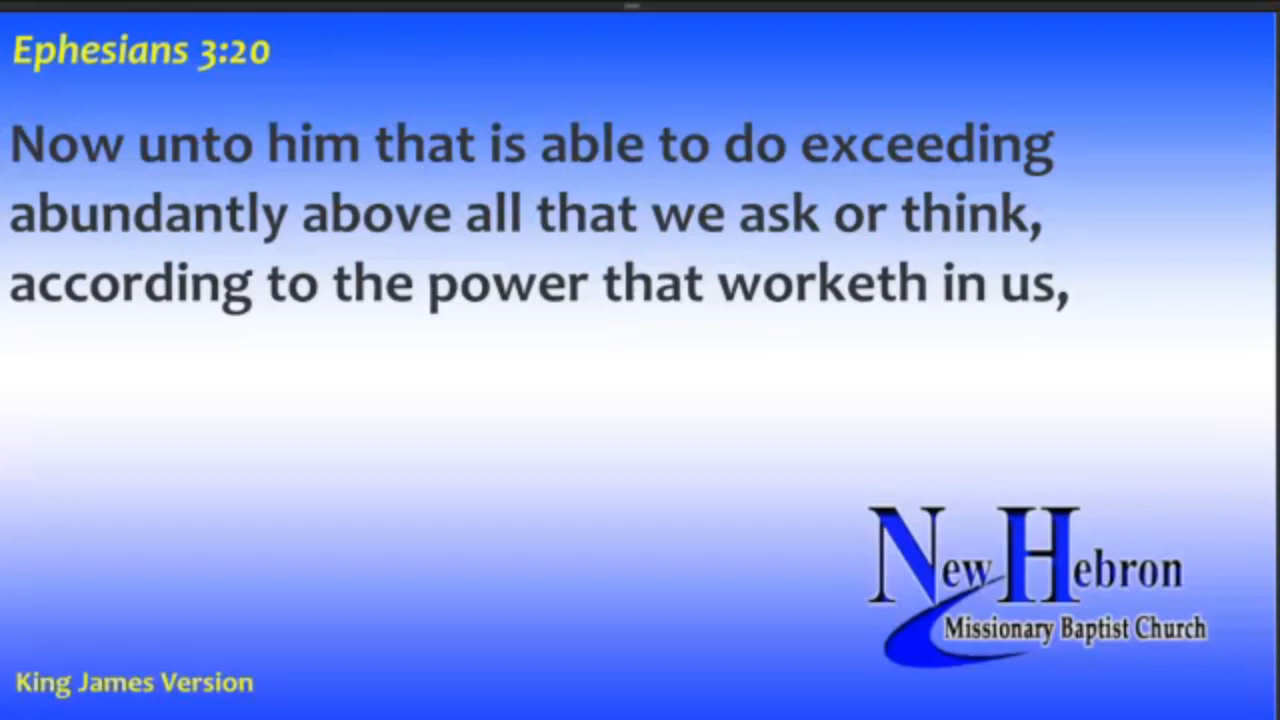 Ephesians 3:20
Now unto him that is able to do exceeding
abundantly above all that we ask or think,
according to the power that worketh in us,
New Hebron
Missionary Baptist Church
King James Version